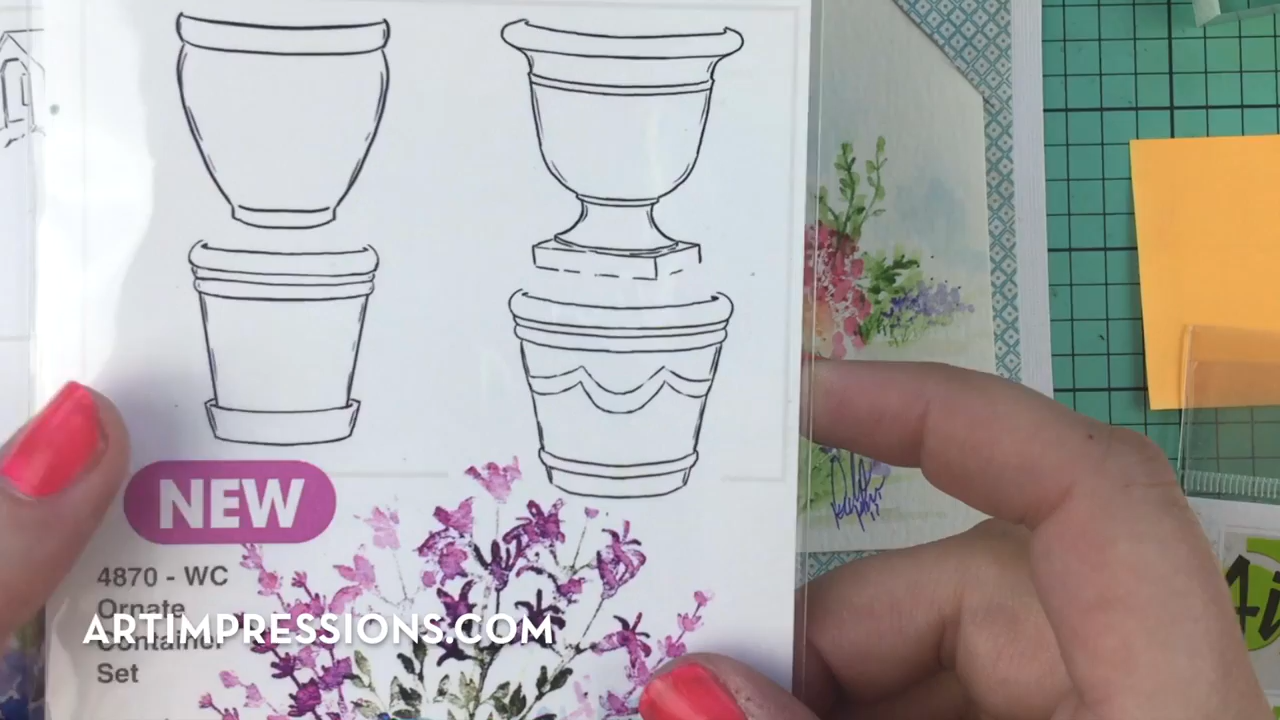 NEW
4870 - WC
Ornate
Container
Set
ARTIMPRESSIONS.COM